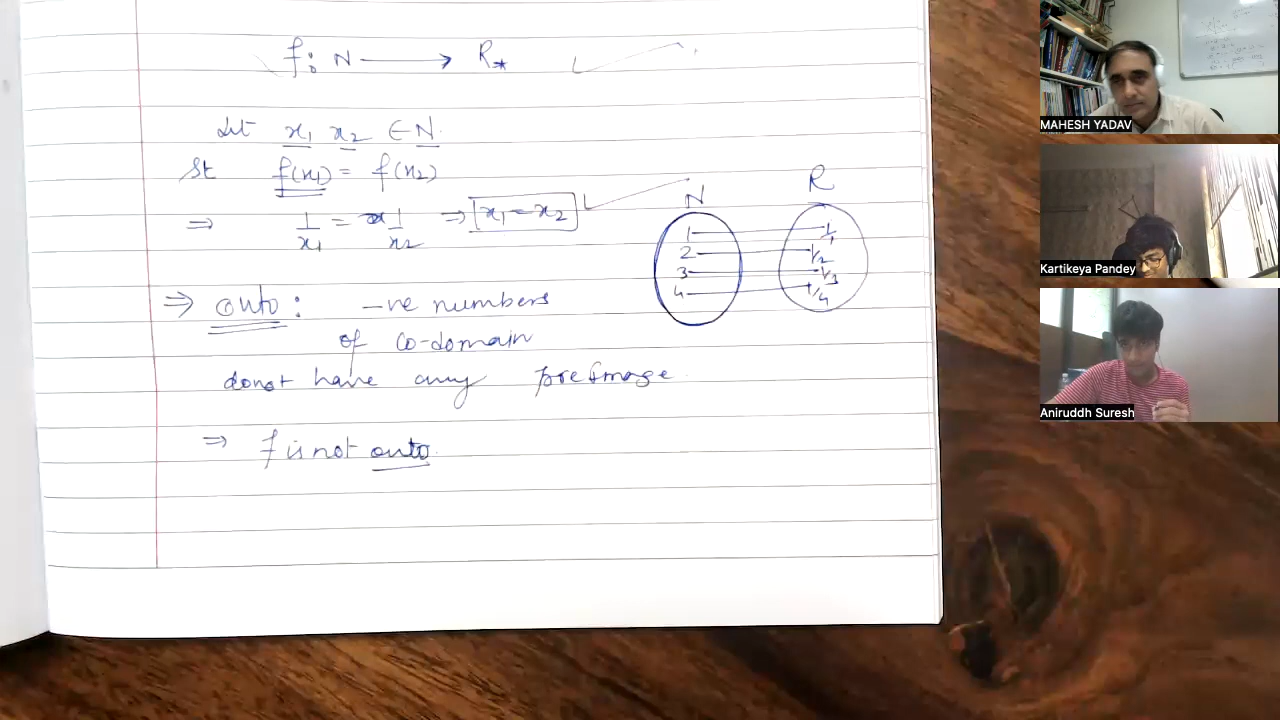 f: N ⟶ R*
Let x₁ x₂ ∈ N.
St f(x₁) = f(x₂)
⇒ 1/x₁ = 1/x₂ ⇒ x₁ = x₂
N R
1 1/1
2 1/2
3 1/3
4 1/4
⇒ onto: -ve numbers
of co-domain
donot have any preimage.
⇒ f is not onto.
MAHESH YADAV
Kartikeya Pandey
Aniruddh Suresh